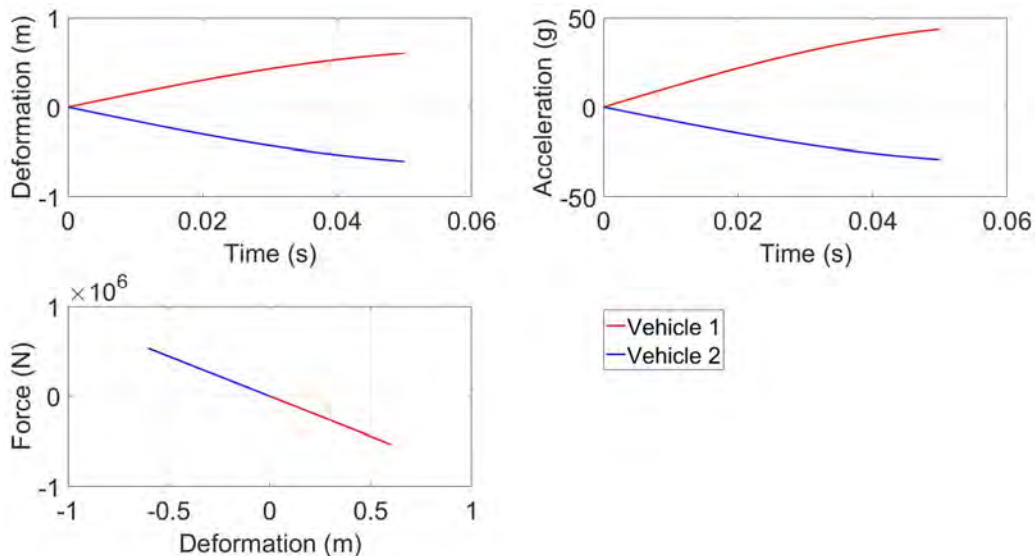 Deformation (m)
1
0
-1
0 0.02 0.04 0.06
Time (s)
Acceleration (g)
50
0
-50
0 0.02 0.04 0.06
Time (s)
×10^6
Force (N)
1
0
-1
-1 -0.5 0 0.5 1
Deformation (m)
Vehicle 1
Vehicle 2